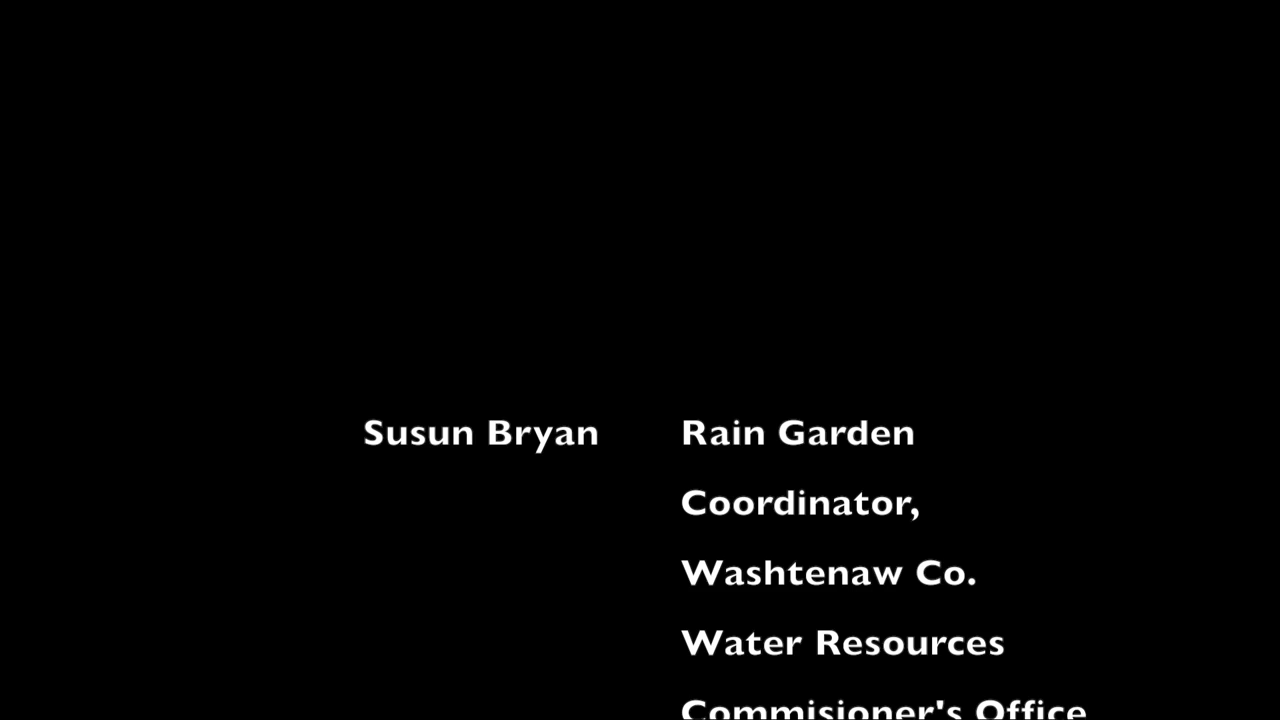 Susun Bryan Rain Garden
Coordinator,
Washtenaw Co.
Water Resources
Commisioner's Office